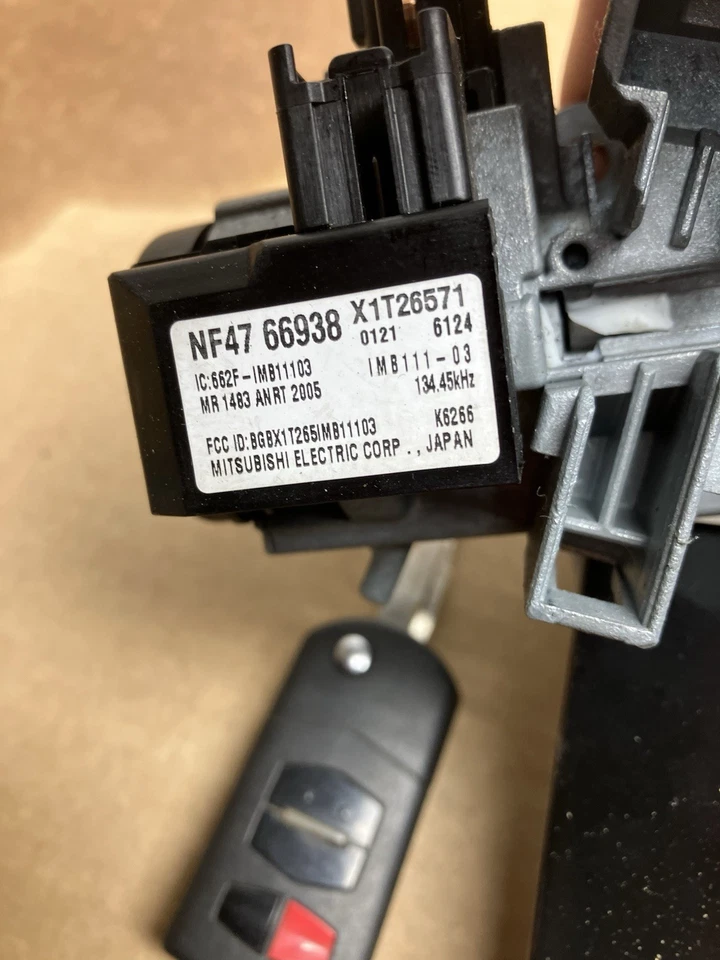 NF47 66938 X1T26571
0121 6124
IC:662F-IMB11103 IMB111-03
MR 1483 ANRT 2005 134.45kHz
FCC ID:BGBX1T265IMB11103 K6266
MITSUBISHI ELECTRIC CORP., JAPAN